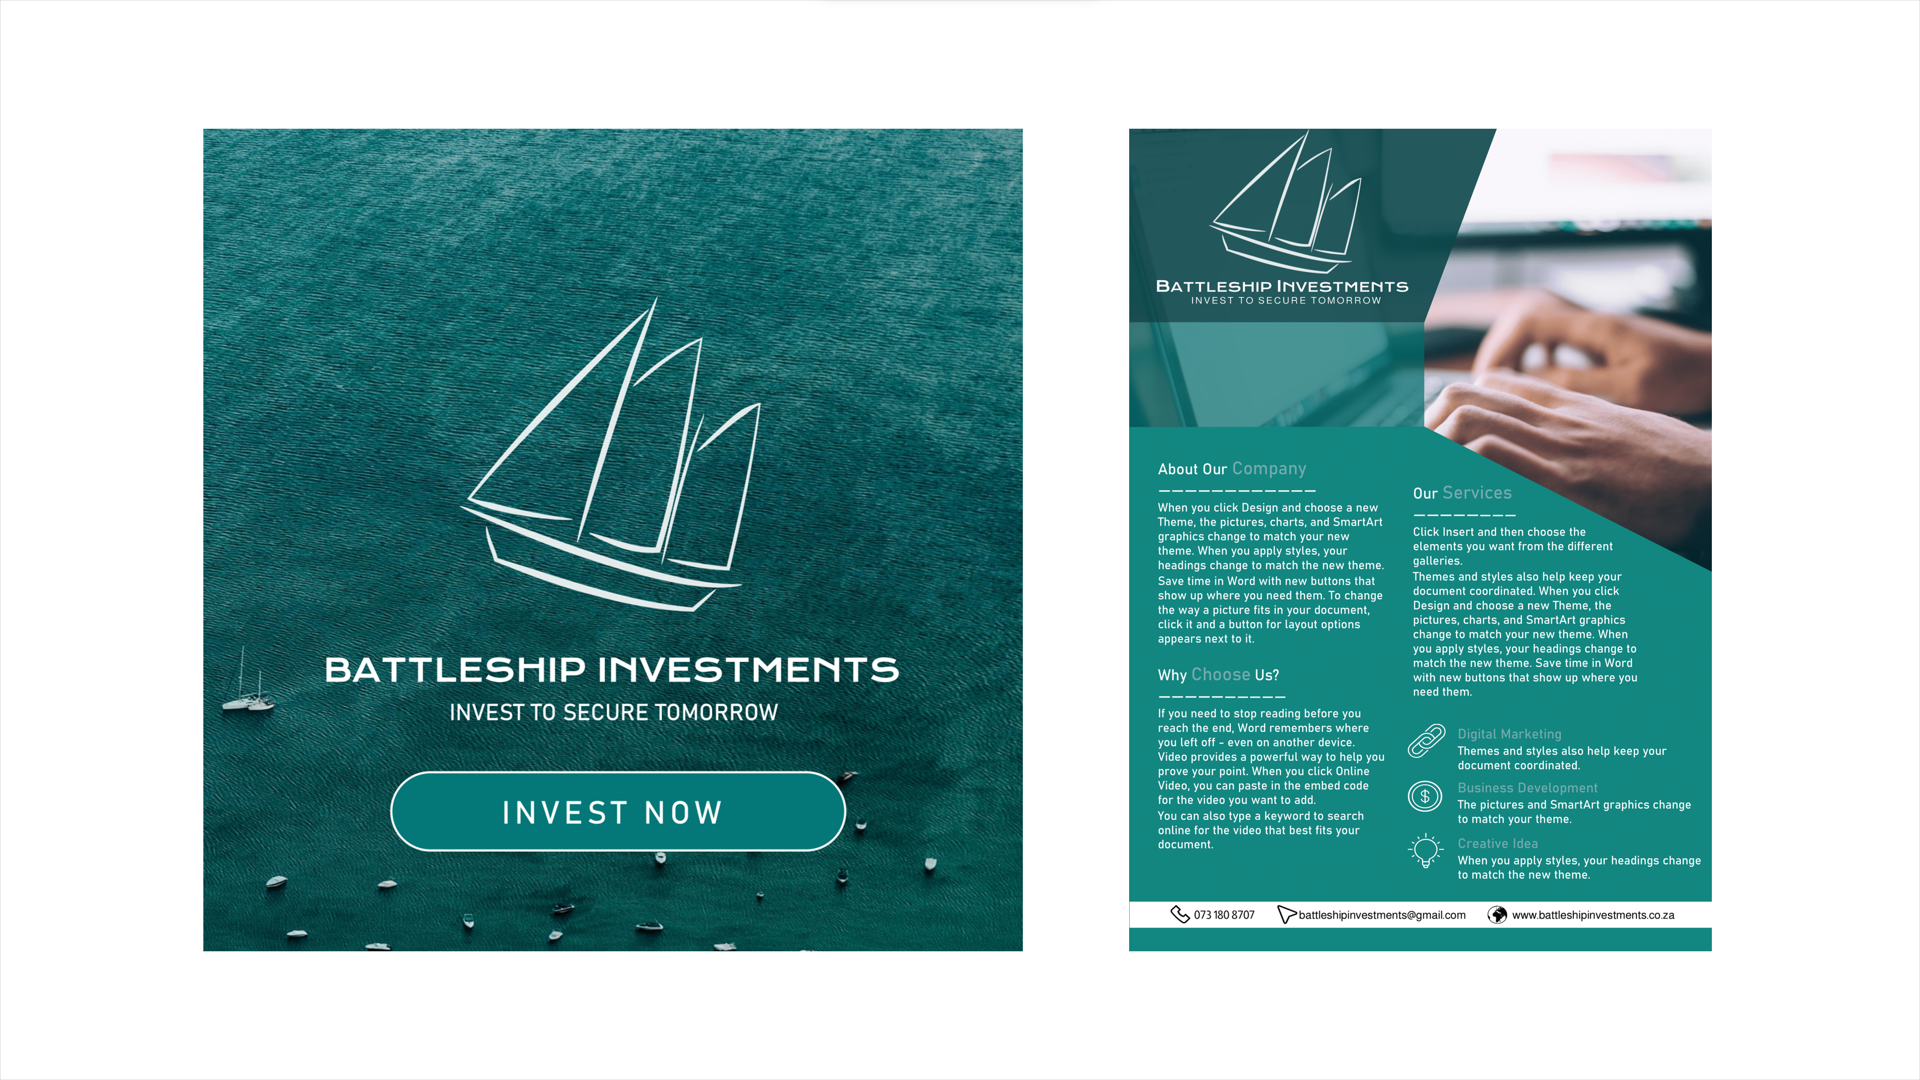 BATTLESHIP INVESTMENTS
INVEST TO SECURE TOMORROW
INVEST NOW
BATTLESHIP INVESTMENTS
INVEST TO SECURE TOMORROW
About Our Company
When you click Design and choose a new
Theme, the pictures, charts, and SmartArt
graphics change to match your new
theme. When you apply styles, your
headings change to match the new theme.
Save time in Word with new buttons that
show up where you need them. To change
the way a picture fits in your document,
click it and a button for layout options
appears next to it.
Why Choose Us?
If you need to stop reading before you
reach the end, Word remembers where
you left off - even on another device.
Video provides a powerful way to help you
prove your point. When you click Online
Video, you can paste in the embed code
for the video you want to add.
You can also type a keyword to search
online for the video that best fits your
document.
Our Services
Click Insert and then choose the
elements you want from the different
galleries.
Themes and styles also help keep your
document coordinated. When you click
Design and choose a new Theme, the
pictures, charts, and SmartArt graphics
change to match your new theme. When
you apply styles, your headings change to
match the new theme. Save time in Word
with new buttons that show up where you
need them.
Digital Marketing
Themes and styles also help keep your
document coordinated.
Business Development
The pictures and SmartArt graphics change
to match your theme.
Creative Idea
When you apply styles, your headings change
to match the new theme.
073 180 8707
battleshipinvestments@gmail.com
www.battleshipinvestments.co.za